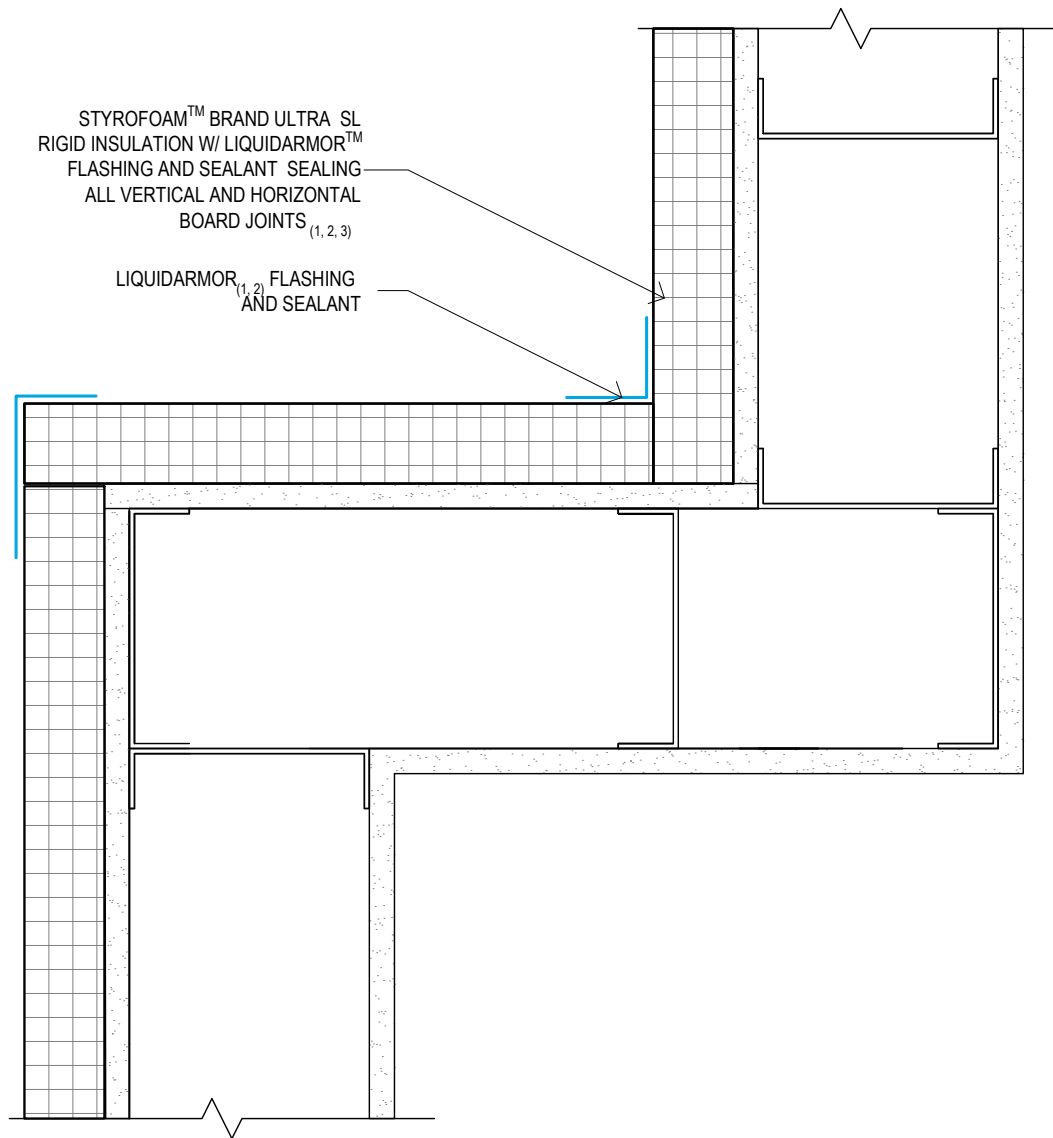 STYROFOAM™ BRAND ULTRA SL
RIGID INSULATION W/ LIQUIDARMOR™
FLASHING AND SEALANT SEALING
ALL VERTICAL AND HORIZONTAL
BOARD JOINTS (1, 2, 3)
LIQUIDARMOR(1, 2) FLASHING
AND SEALANT